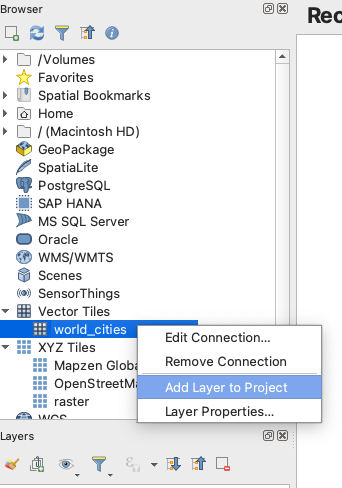 Browser
Rec
/Volumes
Favorites
Spatial Bookmarks
Home
/ (Macintosh HD)
GeoPackage
SpatiaLite
PostgreSQL
SAP HANA
MS SQL Server
Oracle
WMS/WMTS
Scenes
SensorThings
Vector Tiles
world_cities
Edit Connection...
XYZ Tiles
Remove Connection
Mapzen Globa
Add Layer to Project
OpenStreetMa
raster
Layer Properties...
WCS
Layers